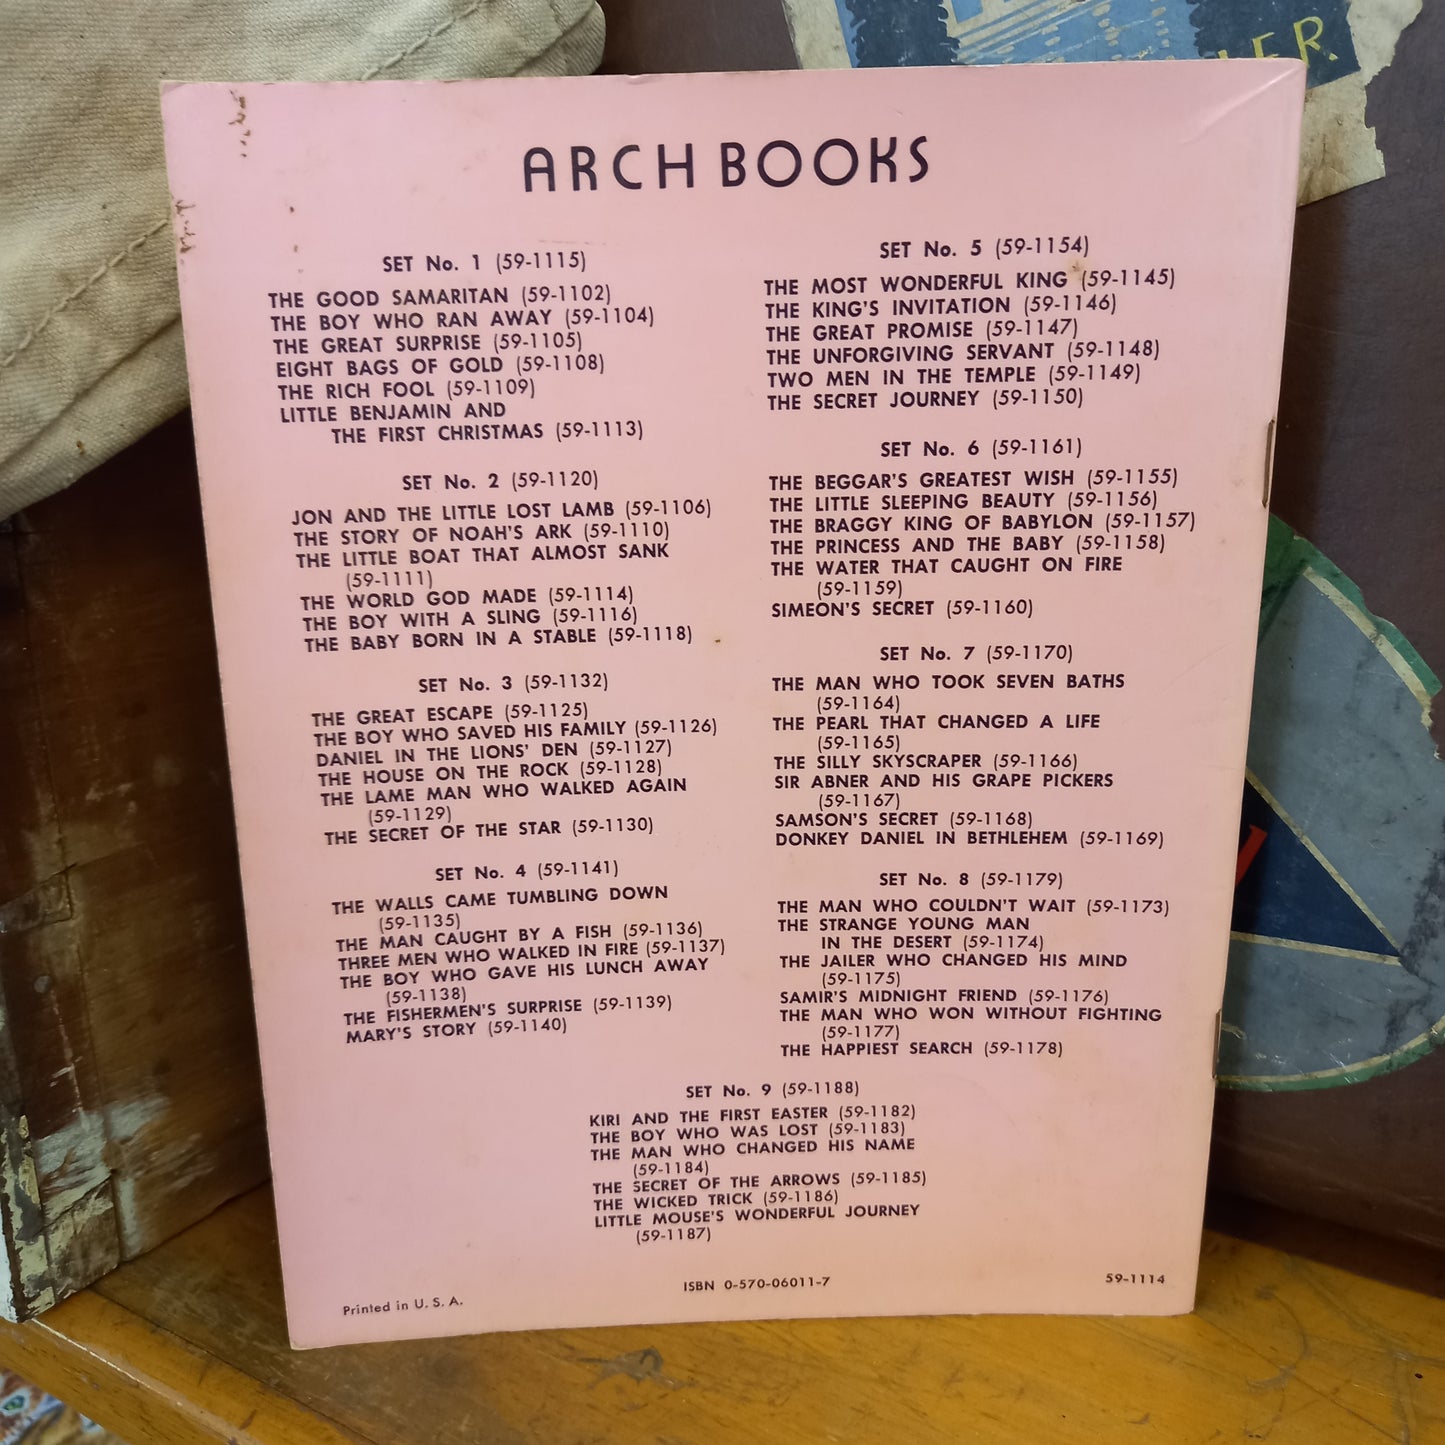 LER
ARCH BOOKS
SET No. 1 (59-1115)
THE GOOD SAMARITAN (59-1102)
THE BOY WHO RAN AWAY (59-1104)
THE GREAT SURPRISE (59-1105)
EIGHT BAGS OF GOLD (59-1108)
THE RICH FOOL (59-1109)
LITTLE BENJAMIN AND
THE FIRST CHRISTMAS (59-1113)
SET No. 2 (59-1120)
JON AND THE LITTLE LOST LAMB (59-1106)
THE STORY OF NOAH'S ARK (59-1110)
THE LITTLE BOAT THAT ALMOST SANK
(59-1111)
THE WORLD GOD MADE (59-1114)
THE BOY WITH A SLING (59-1116)
THE BABY BORN IN A STABLE (59-1118)
SET No. 3 (59-1132)
THE GREAT ESCAPE (59-1125)
THE BOY WHO SAVED HIS FAMILY (59-1126)
DANIEL IN THE LIONS' DEN (59-1127)
THE HOUSE ON THE ROCK (59-1128)
THE LAME MAN WHO WALKED AGAIN
(59-1129)
THE SECRET OF THE STAR (59-1130)
SET No. 4 (59-1141)
THE WALLS CAME TUMBLING DOWN
(59-1135)
THE MAN CAUGHT BY A FISH (59-1136)
THREE MEN WHO WALKED IN FIRE (59-1137)
THE BOY WHO GAVE HIS LUNCH AWAY
(59-1138)
THE FISHERMEN'S SURPRISE (59-1139)
MARY'S STORY (59-1140)
SET No. 5 (59-1154)
THE MOST WONDERFUL KING (59-1145)
THE KING'S INVITATION (59-1146)
THE GREAT PROMISE (59-1147)
THE UNFORGIVING SERVANT (59-1148)
TWO MEN IN THE TEMPLE (59-1149)
THE SECRET JOURNEY (59-1150)
SET No. 6 (59-1161)
THE BEGGAR'S GREATEST WISH (59-1155)
THE LITTLE SLEEPING BEAUTY (59-1156)
THE BRAGGY KING OF BABYLON (59-1157)
THE PRINCESS AND THE BABY (59-1158)
THE WATER THAT CAUGHT ON FIRE
(59-1159)
SIMEON'S SECRET (59-1160)
SET No. 7 (59-1170)
THE MAN WHO TOOK SEVEN BATHS
(59-1164)
THE PEARL THAT CHANGED A LIFE
(59-1165)
THE SILLY SKYSCRAPER (59-1166)
SIR ABNER AND HIS GRAPE PICKERS
(59-1167)
SAMSON'S SECRET (59-1168)
DONKEY DANIEL IN BETHLEHEM (59-1169)
SET No. 8 (59-1179)
THE MAN WHO COULDN'T WAIT (59-1173)
THE STRANGE YOUNG MAN
IN THE DESERT (59-1174)
THE JAILER WHO CHANGED HIS MIND
(59-1175)
SAMIR'S MIDNIGHT FRIEND (59-1176)
THE MAN WHO WON WITHOUT FIGHTING
(59-1177)
THE HAPPIEST SEARCH (59-1178)
SET No. 9 (59-1188)
KIRI AND THE FIRST EASTER (59-1182)
THE BOY WHO WAS LOST (59-1183)
THE MAN WHO CHANGED HIS NAME
(59-1184)
THE SECRET OF THE ARROWS (59-1185)
THE WICKED TRICK (59-1186)
LITTLE MOUSE'S WONDERFUL JOURNEY
(59-1187)
Printed in U. S. A.
ISBN 0-570-06011-7
59-1114